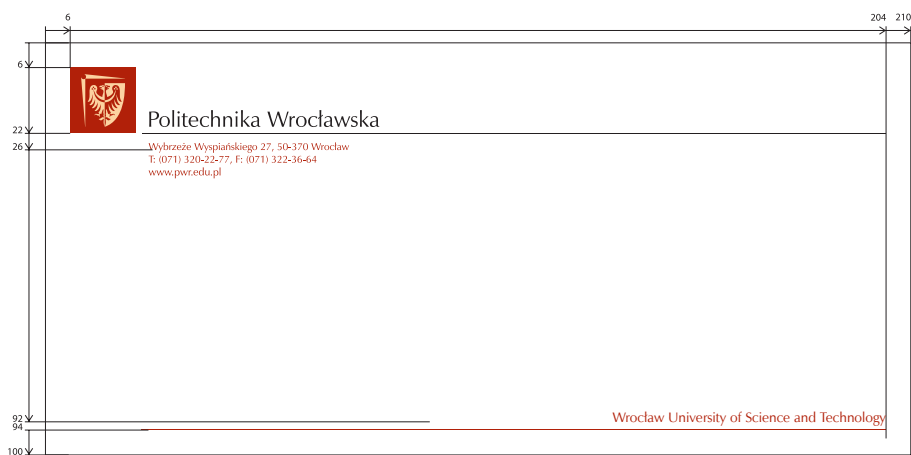 6
204 210
6
Politechnika Wrocławska
22
26
Wybrzeże Wyspiańskiego 27, 50-370 Wrocław
T: (071) 320-22-77, F: (071) 322-36-64
www.pwr.edu.pl
92
Wrocław University of Science and Technology
94
100